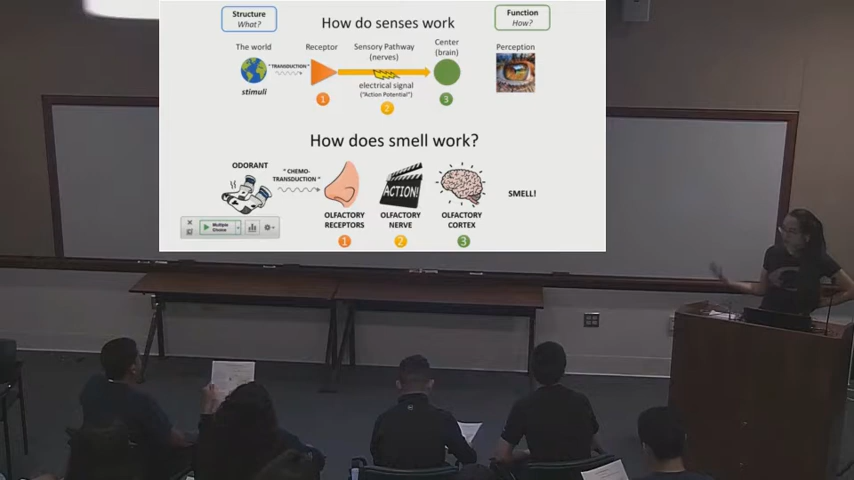 Structure
What?
How do senses work
Function
How?
The world
Receptor
Sensory Pathway
(nerves)
Center
(brain)
Perception
"TRANSDUCTION"
stimuli
electrical signal
("Action Potential")
1
2
3
How does smell work?
ODORANT
"CHEMO-
TRANSDUCTION"
ACTION!
SMELL!
OLFACTORY
RECEPTORS
OLFACTORY
NERVE
OLFACTORY
CORTEX
1
2
3
Multiple
Choice